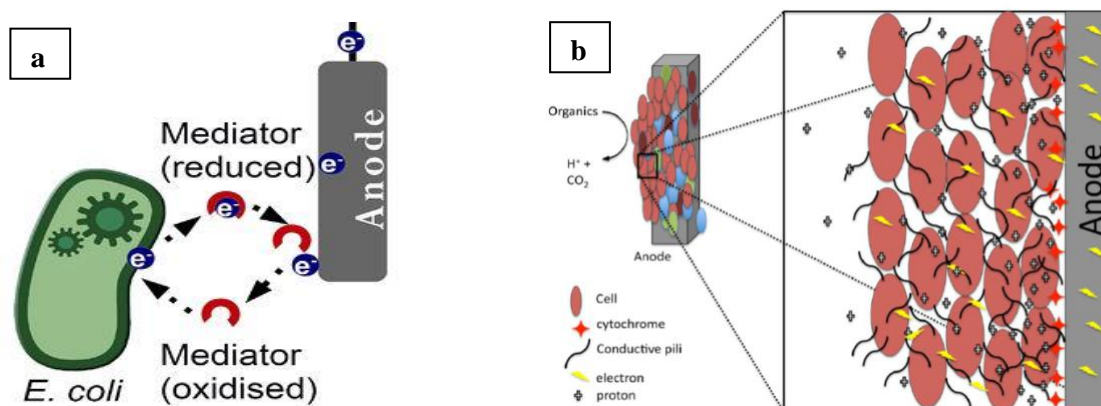 a
e-
Mediator
(reduced)
e-
e-
Anode
e-
e-
Mediator
(oxidised)
E. coli
b
Organics
H⁺ +
CO₂
Anode
Cell
cytochrome
Conductive pili
electron
proton
Anode